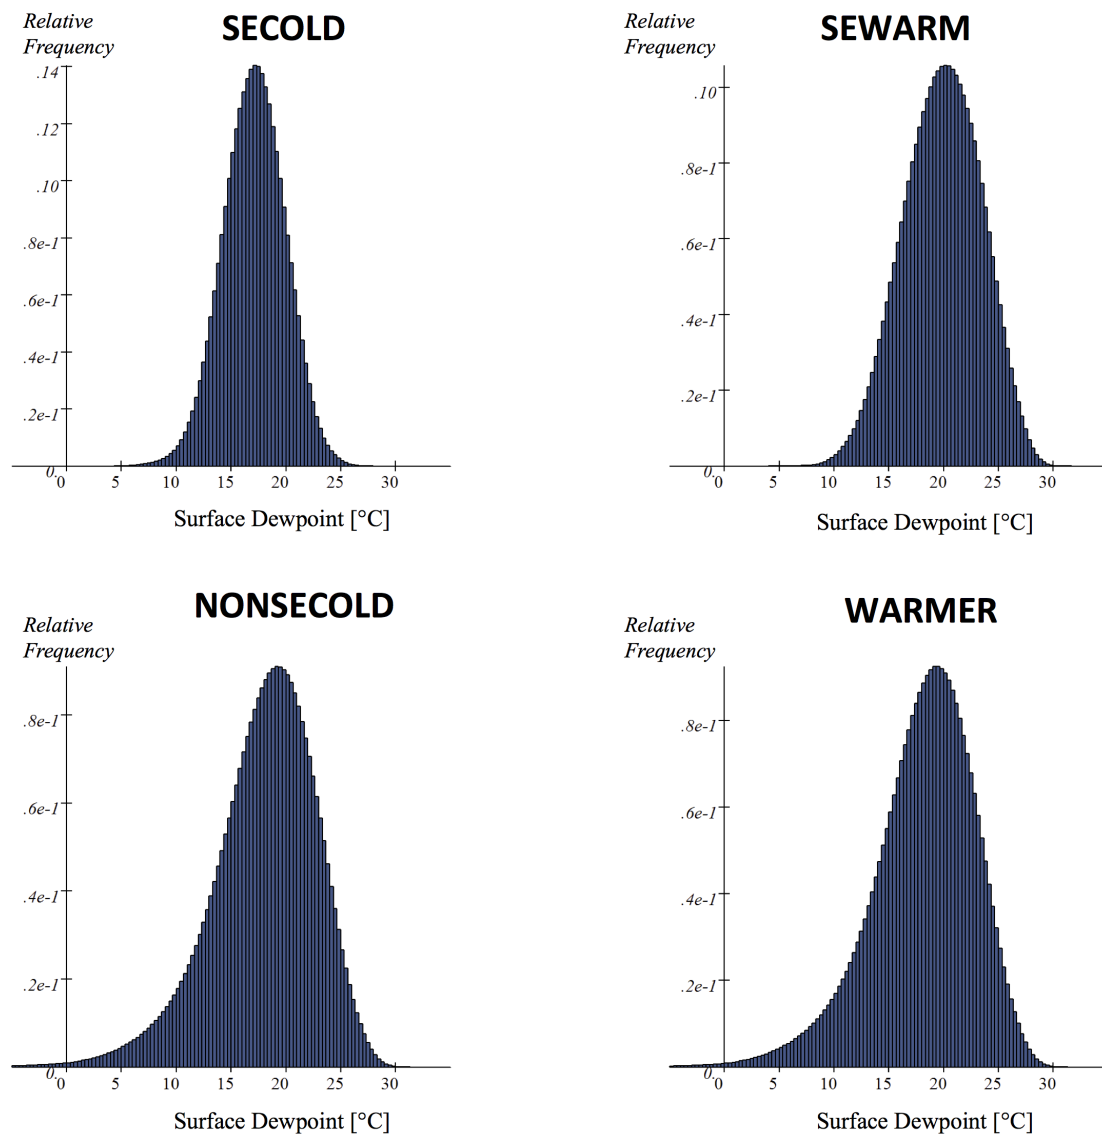 SECOLD
Relative
Frequency
.14
.12
.10
.8e-1
.6e-1
.4e-1
.2e-1
0.
0 5 10 15 20 25 30
Surface Dewpoint [°C]
SEWARM
Relative
Frequency
.10
.8e-1
.6e-1
.4e-1
.2e-1
0.
0 5 10 15 20 25 30
Surface Dewpoint [°C]
NONSECOLD
Relative
Frequency
.8e-1
.6e-1
.4e-1
.2e-1
0.
0 5 10 15 20 25 30
Surface Dewpoint [°C]
WARMER
Relative
Frequency
.8e-1
.6e-1
.4e-1
.2e-1
0.
0 5 10 15 20 25 30
Surface Dewpoint [°C]